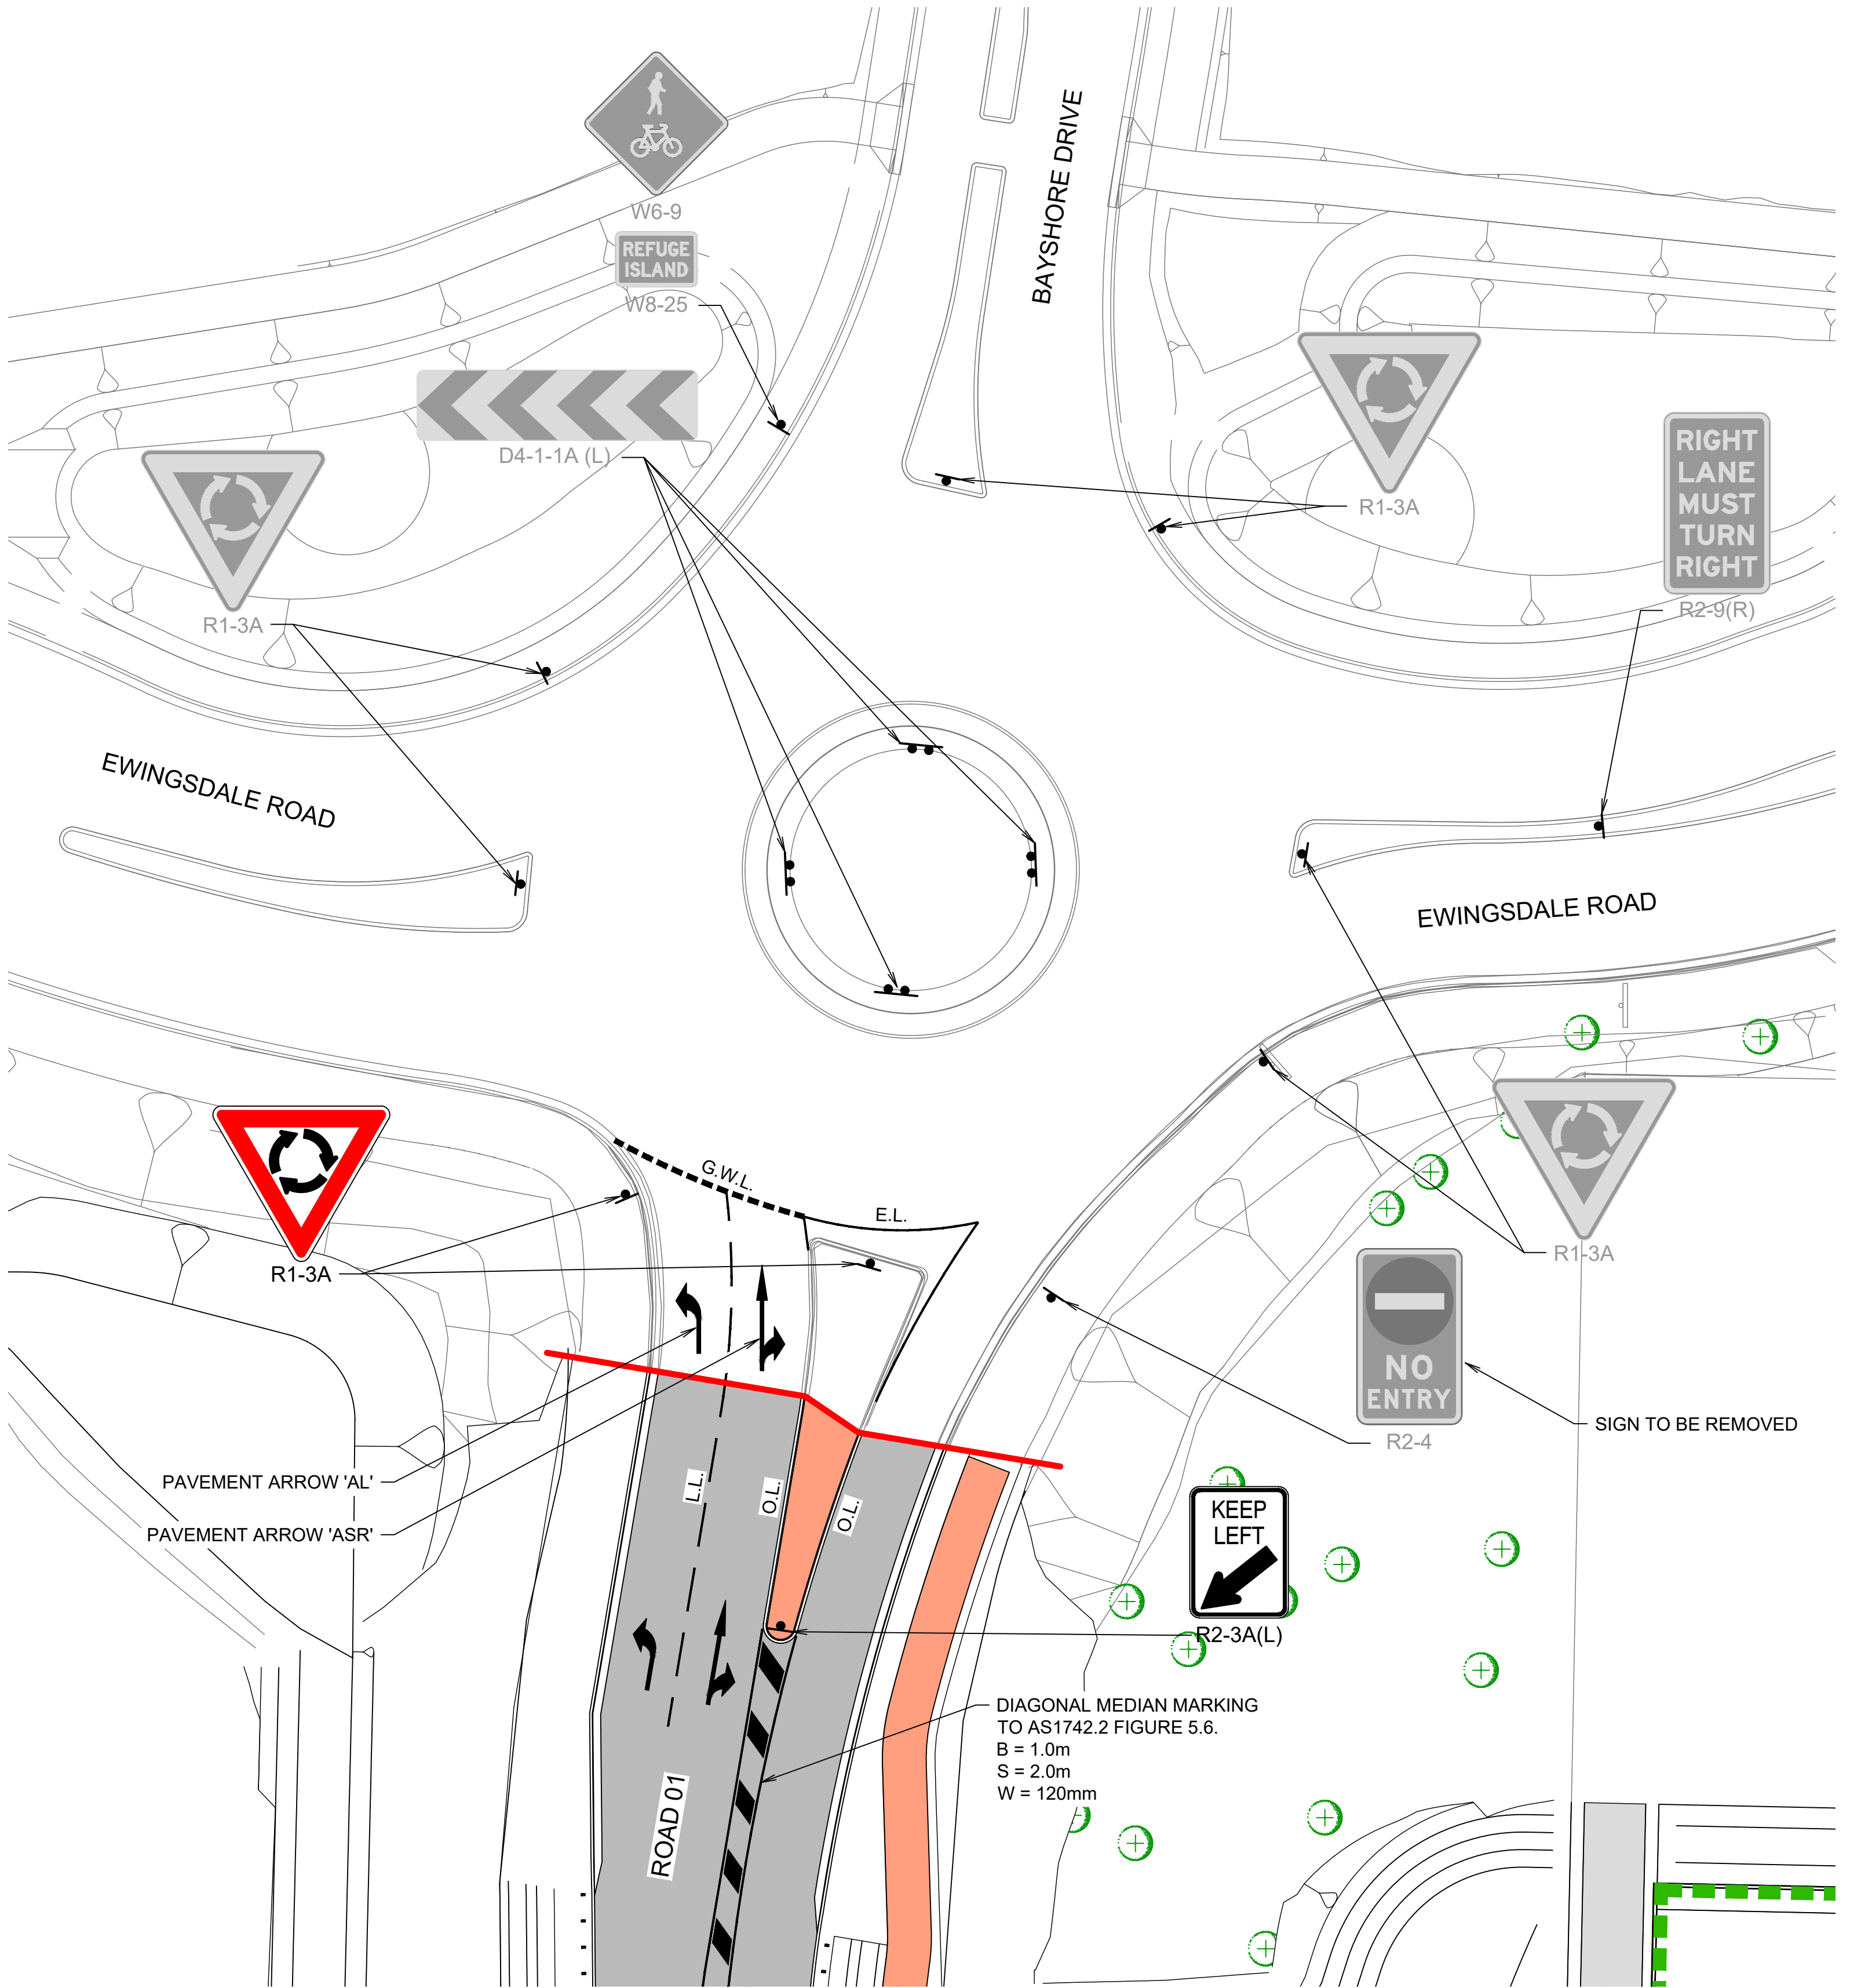 BAYSHORE DRIVE
W6-9
REFUGE
ISLAND
W8-25
D4-1-1A (L)
R1-3A
R1-3A
RIGHT
LANE
MUST
TURN
RIGHT
R2-9(R)
EWINGSDALE ROAD
EWINGSDALE ROAD
G.W.L.
E.L.
R1-3A
R1-3A
NO
ENTRY
R2-4
SIGN TO BE REMOVED
PAVEMENT ARROW 'AL'
PAVEMENT ARROW 'ASR'
L.L.
O.L.
O.L.
KEEP
LEFT
R2-3A(L)
DIAGONAL MEDIAN MARKING
TO AS1742.2 FIGURE 5.6.
B = 1.0m
S = 2.0m
W = 120mm
ROAD 01